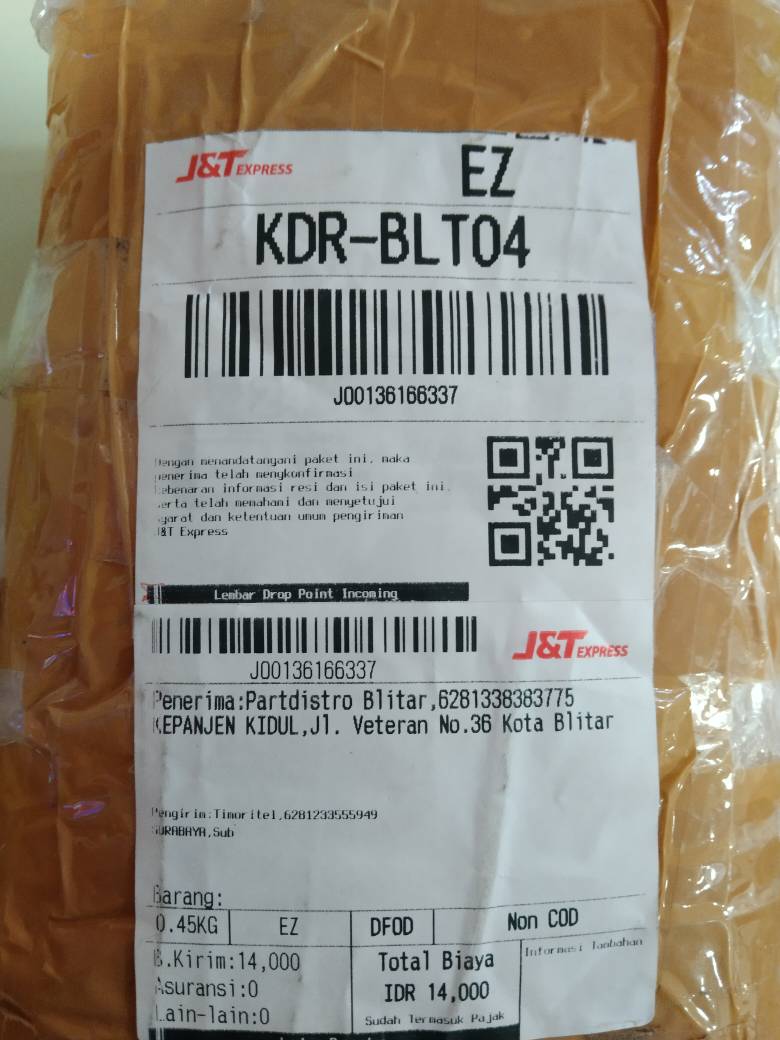 J&T EXPRESS
EZ
KDR-BLT04
J00136166337
Dengan menandatangani paket ini, maka
penerima telah mengkonfirmasi
kebenaran informasi resi dan isi paket ini,
serta telah memahami dan menyetujui
syarat dan ketentuan umum pengiriman
J&T Express
Lembar Drop Point Incoming
J&T EXPRESS
J00136166337
Penerima:Partdistro Blitar,6281338383775
KEPANJEN KIDUL,Jl. Veteran No.36 Kota Blitar
Pengirim:Timoritel,6281233555949
SURABAYA,Sub
Barang:
0.45KG EZ DFOD Non COD
B.Kirim:14,000 Total Biaya Informasi Tambahan
Asuransi:0 IDR 14,000
Lain-lain:0 Sudah Termasuk Pajak